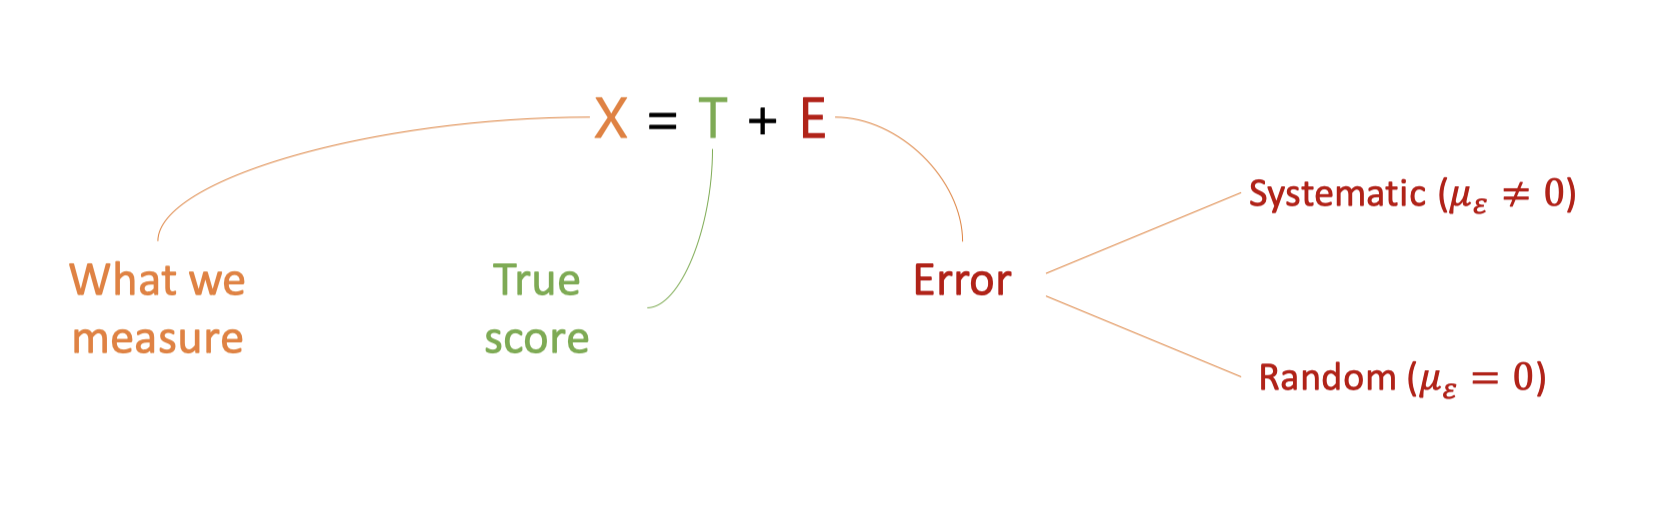 X = T + E
Systematic (με ≠ 0)
What we
measure
True
score
Error
Random (με = 0)